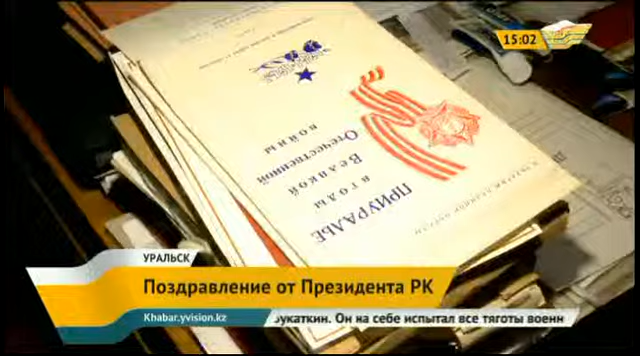 15:02
ПРИУРАЛЬЕ
в годы
Великой
Отечественной
войны
УРАЛЬСК
Поздравление от Президента РК
Khabar.yvision.kz
укаткин. Он на себе испытал все тяготы военн